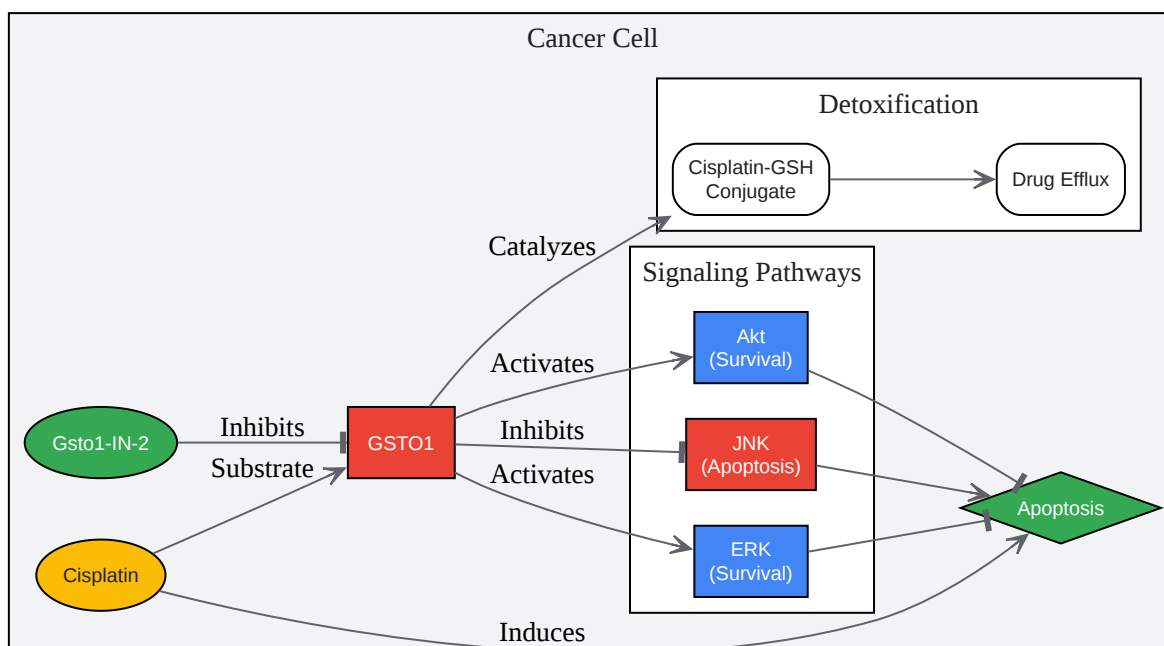 Cancer Cell
Detoxification
Cisplatin-GSH
Conjugate
Drug Efflux
Catalyzes
Signaling Pathways
Akt
(Survival)
Activates
Gsto1-IN-2
Inhibits
GSTO1
Inhibits
JNK
(Apoptosis)
Substrate
Activates
Apoptosis
Cisplatin
ERK
(Survival)
Induces